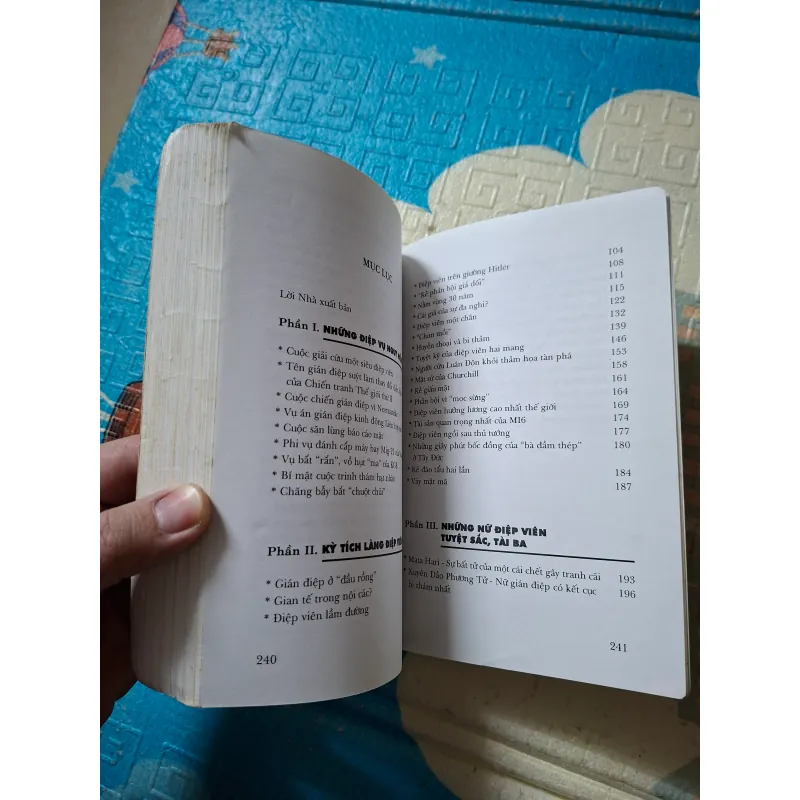 MỤC LỤC
Lời Nhà xuất bản
Phần I. NHỮNG ĐIỆP VỤ NGUY
* Cuộc giải cứu một siêu điệp viên
* Tên gián điệp suýt làm thay đổi
của Chiến tranh Thế giới thứ II
* Cuộc chiến gián điệp vì Normandie
* Vụ án gián điệp kinh động Liên
* Cuộc săn lùng báo cáo mật
* Phi vụ đánh cắp máy bay Mig-21
* Vụ bắt "rắn", vồ hụt "ma" của
* Bí mật cuộc trinh thám hạt nhân
* Chăng bẫy bắt "chuột chũi"
Phần II. KỲ TÍCH LÀNG ĐIỆP
* Gián điệp ở "đầu rồng"
* Gian tế trong nội các?
* Điệp viên lầm đường
240
104
* Điệp viên trên giường Hitler 108
* "Kẻ phản bội giả dối" 111
* Nằm vùng 30 năm 115
* Cái giá của sự đa nghi? 122
* Điệp viên một chân 132
* "Chim mồi" 139
* Huyền thoại và bi thảm 146
* Tuyệt kỹ của điệp viên hai mang 153
* Người cứu Luân Đôn khỏi thảm họa tàn phá 158
* Mật sứ của Churchill 161
* Kẻ giấu mặt 164
* Phản bội vì "mọc sừng" 169
* Điệp viên hưởng lương cao nhất thế giới 174
* Tài sản quan trọng nhất của MI6 177
* Điệp viên ngồi sau thủ tướng 180
* Những giây phút bốc đồng của "bà đầm thép"
ở Tây Đức 184
* Kẻ đào tẩu hai lần 187
* Váy mật mã
Phần III. NHỮNG NỮ ĐIỆP VIÊN
TUYỆT SẮC, TÀI BA
* Mata Hari - Sự bất tử của một cái chết gây tranh cãi 193
* Xuyên Đảo Phương Tử - Nữ gián điệp có kết cục 196
bi thảm nhất
241